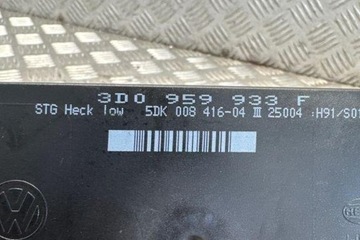 3D0 959 933 F
STG Heck low 5DK 008 416-04 III 25004 :H91/S01